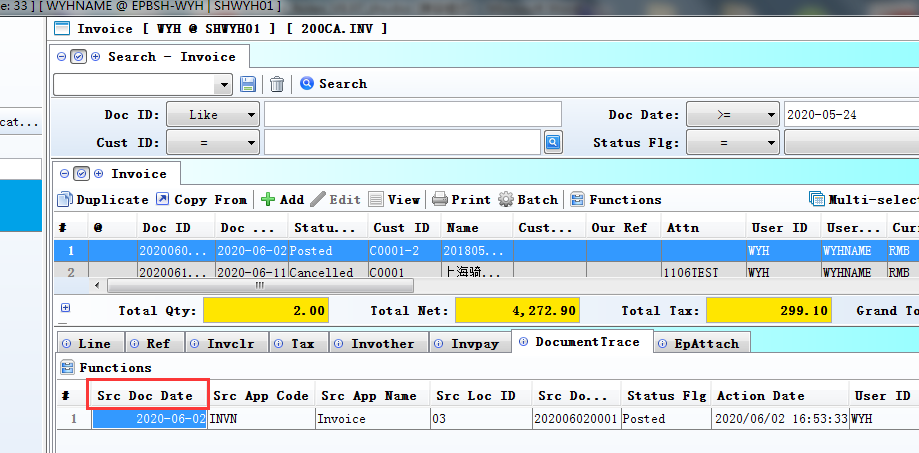 e: 33 ] [ WYHNAME @ EPBSH-WYH | SHWYH01 ]
Invoice [ WYH @ SHWYH01 ] [ 200CA.INV ]
Search - Invoice
Search
Doc ID: Like Doc Date: >= 2020-05-24
cat...
Cust ID: = Status Flg: =
Invoice
Duplicate Copy From Add Edit View Print Batch Functions Multi-select
# @ Doc ID Doc ... Statu... Cust ID Name Cust... Our Ref Attn User ID User... Curr
1 2020060... 2020-06-02 Posted C0001-2 201805... WYH WYHNAME RMB
2 2020061... 2020-06-11 Cancelled C0001 上海骑... 1106TEST WYH WYHNAME RMB
Total Qty: 2.00 Total Net: 4,272.90 Total Tax: 299.10 Grand To
Line Ref Invclr Tax Invother Invpay DocumentTrace EpAttach
Functions
# Src Doc Date Src App Code Src App Name Src Loc ID Src Do... Status Flg Action Date User ID
1 2020-06-02 INVN Invoice 03 202006020001 Posted 2020/06/02 16:53:33 WYH